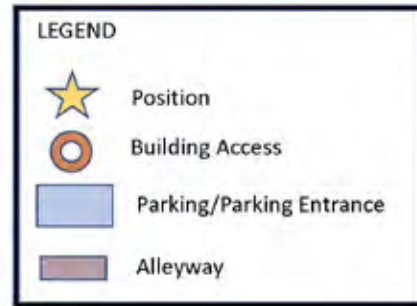 LEGEND
Position
Building Access
Parking/Parking Entrance
Alleyway